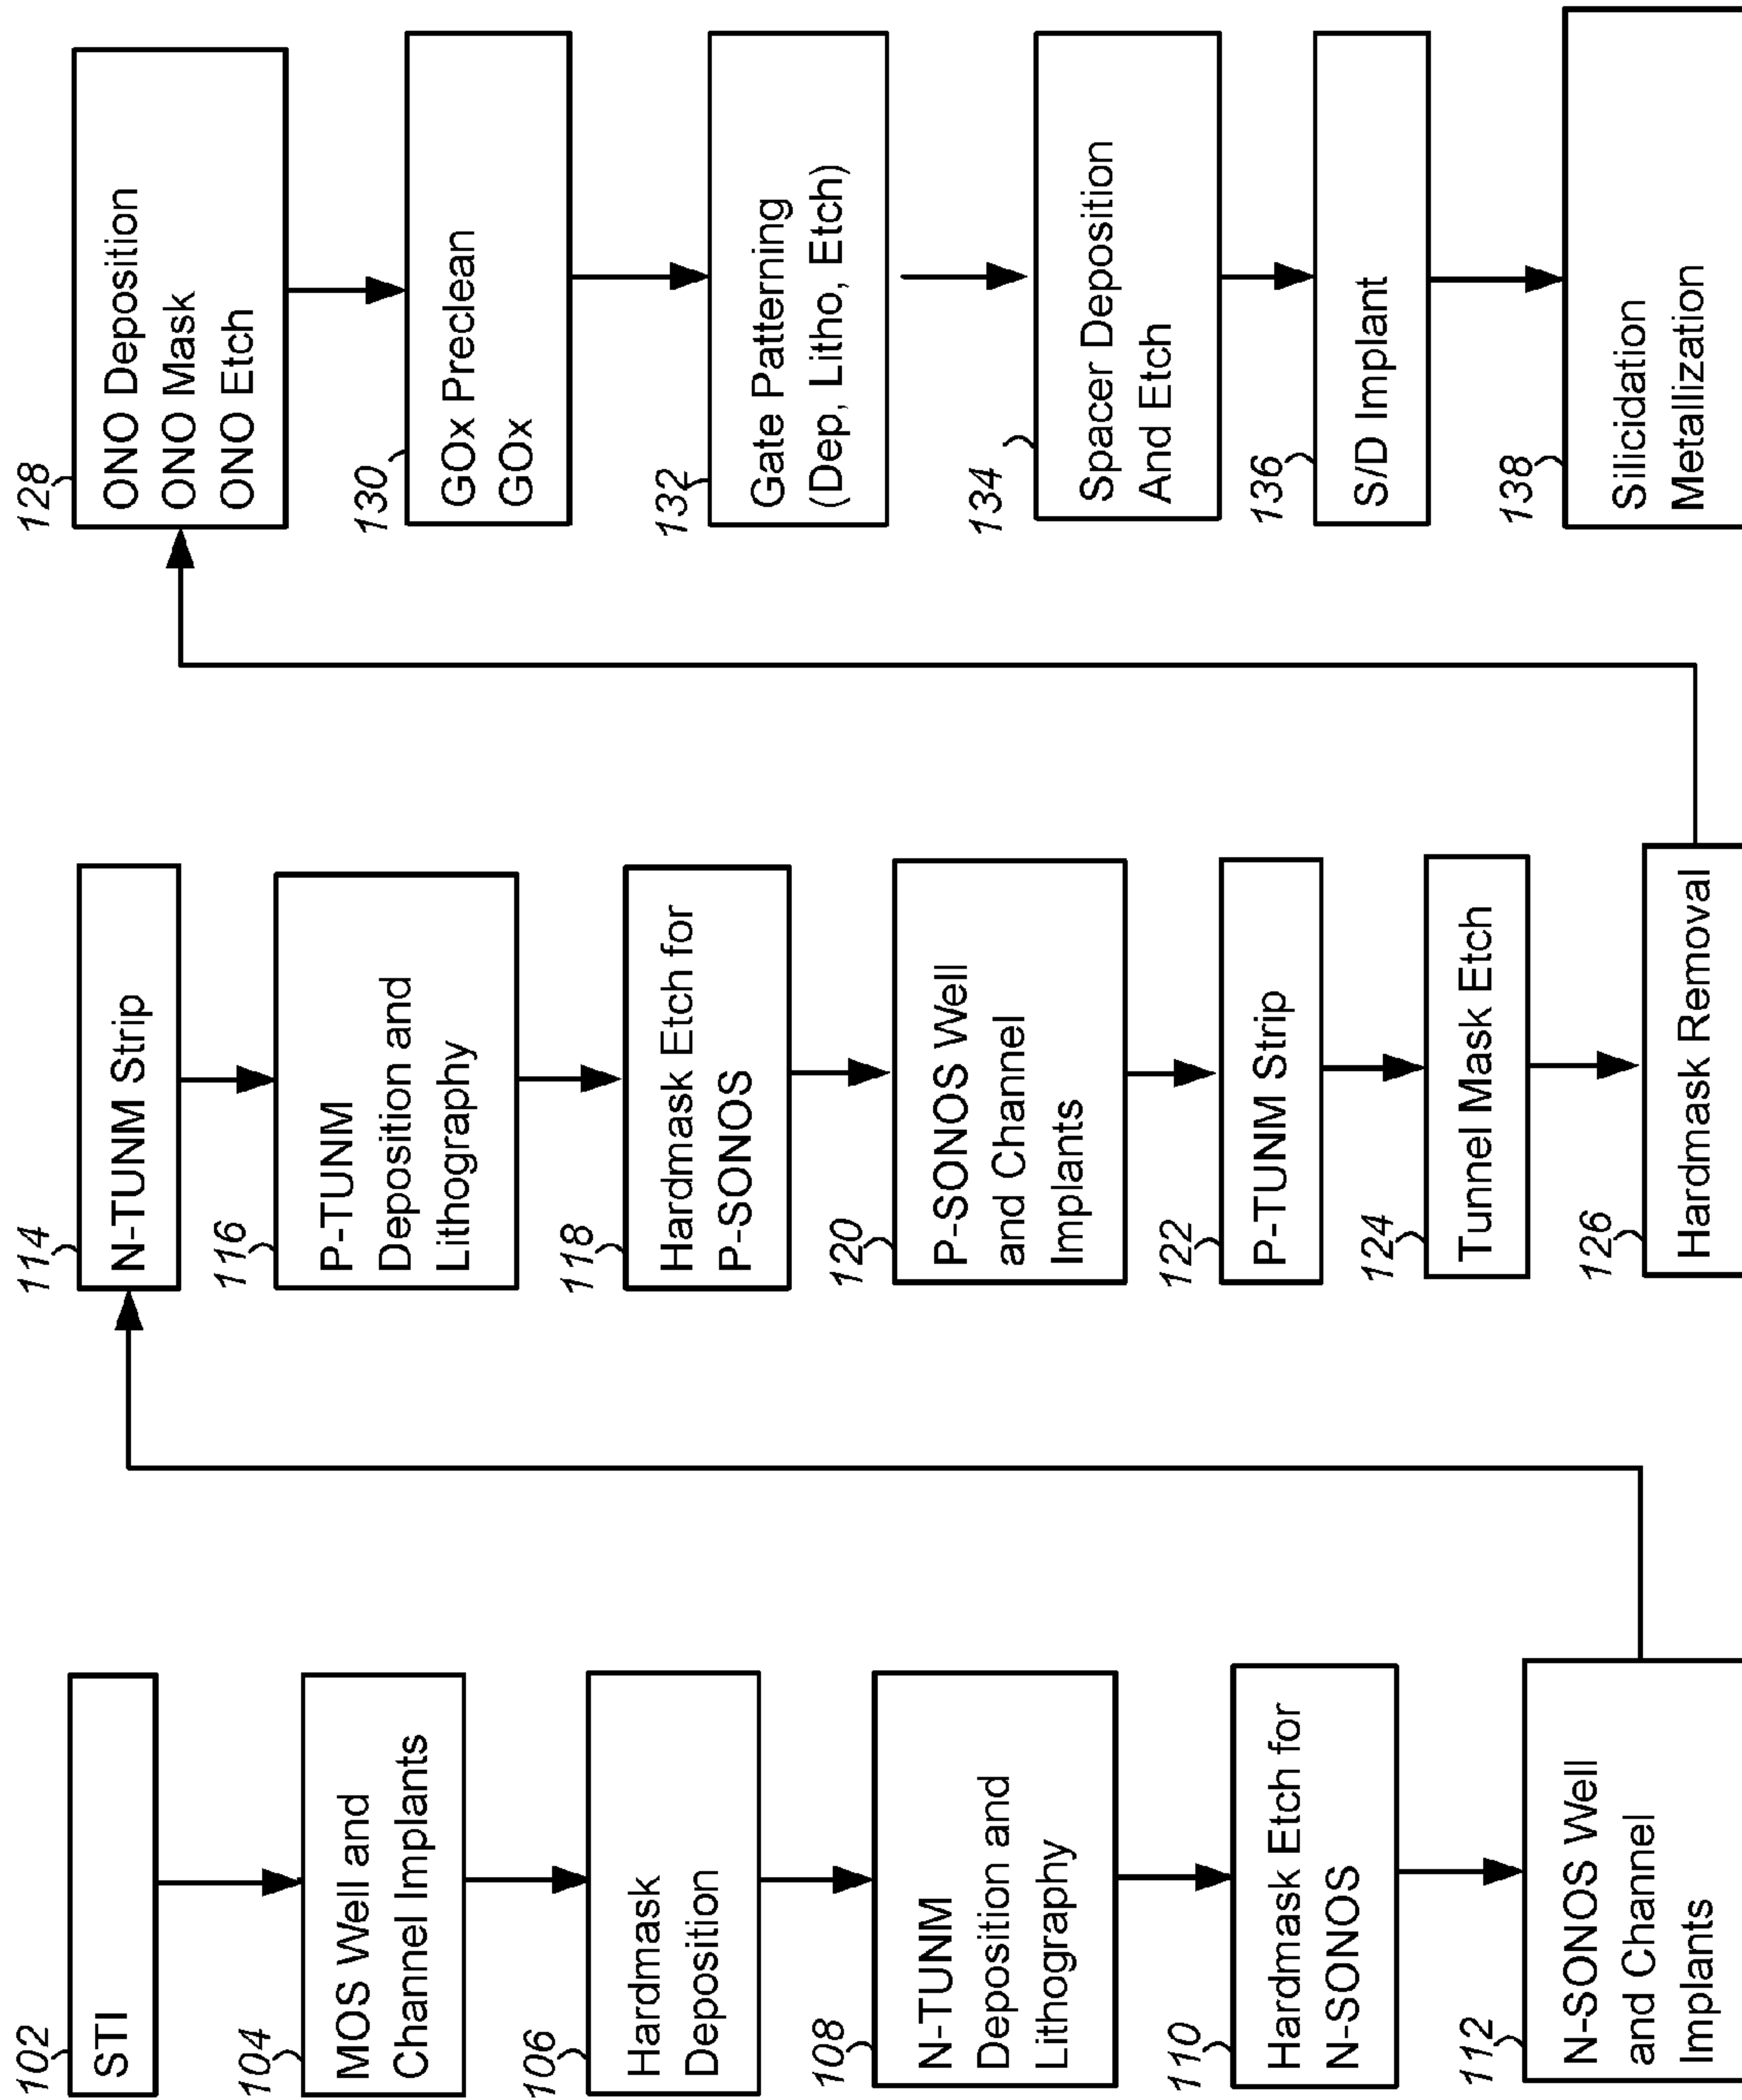 102
STI
104
MOS Well and
Channel Implants
106
Hardmask
Deposition
108
N-TUNM
Deposition and
Lithography
110
Hardmask Etch for
N-SONOS
112
N-SONOS Well
and Channel
Implants
114
N-TUNM Strip
116
P-TUNM
Deposition and
Lithography
118
Hardmask Etch for
P-SONOS
120
P-SONOS Well
and Channel
Implants
122
P-TUNM Strip
124
Tunnel Mask Etch
126
Hardmask Removal
128
ONO Deposition
ONO Mask
ONO Etch
130
GOx Preclean
GOx
132
Gate Patterning
(Dep, Litho, Etch)
134
Spacer Deposition
And Etch
136
S/D Implant
138
Silicidation
Metallization